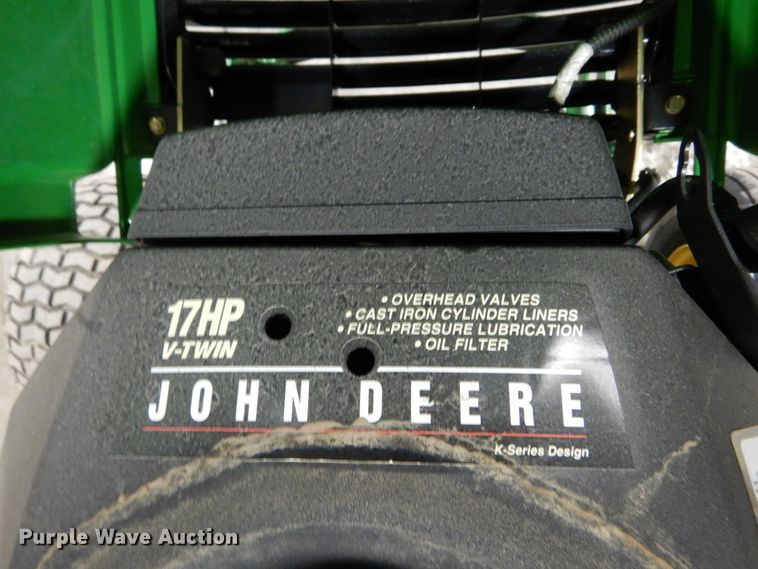 17HP
V-TWIN
• OVERHEAD VALVES
• CAST IRON CYLINDER LINERS
• FULL-PRESSURE LUBRICATION
• OIL FILTER
JOHN DEERE
K-Series Design
Purple Wave Auction